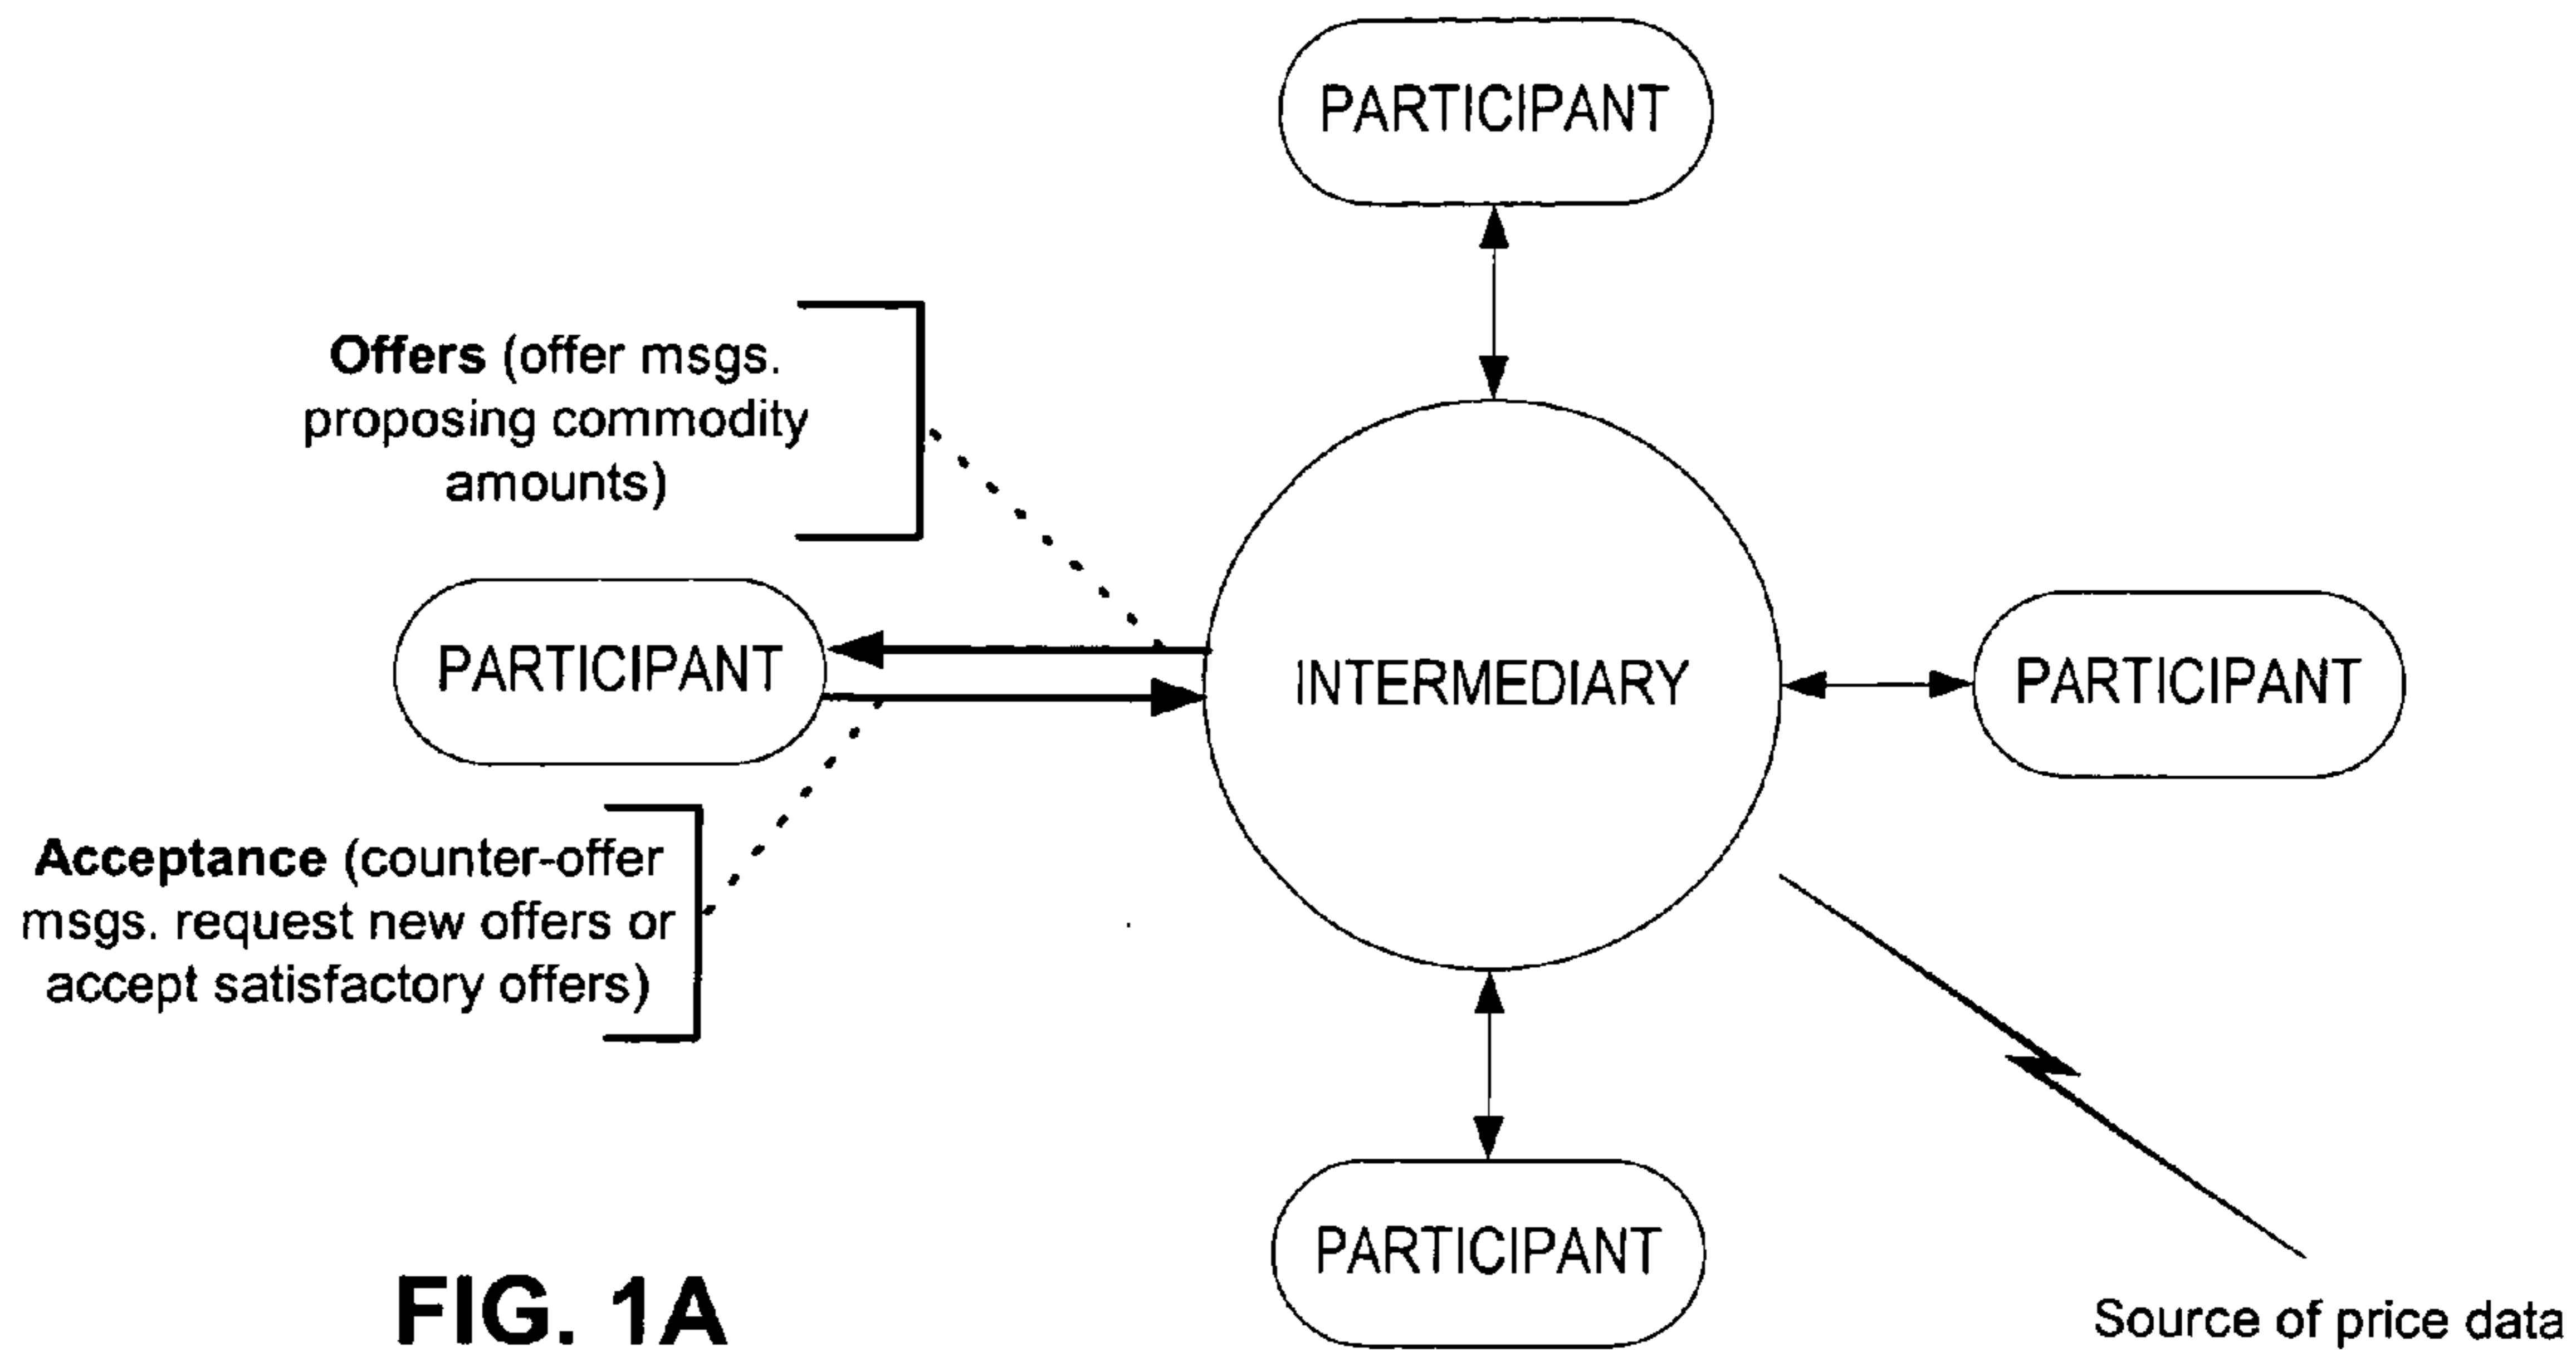 PARTICIPANT
Offers (offer msgs.
proposing commodity
amounts)
PARTICIPANT
INTERMEDIARY
PARTICIPANT
Acceptance (counter-offer
msgs. request new offers or
accept satisfactory offers)
PARTICIPANT
FIG. 1A
Source of price data